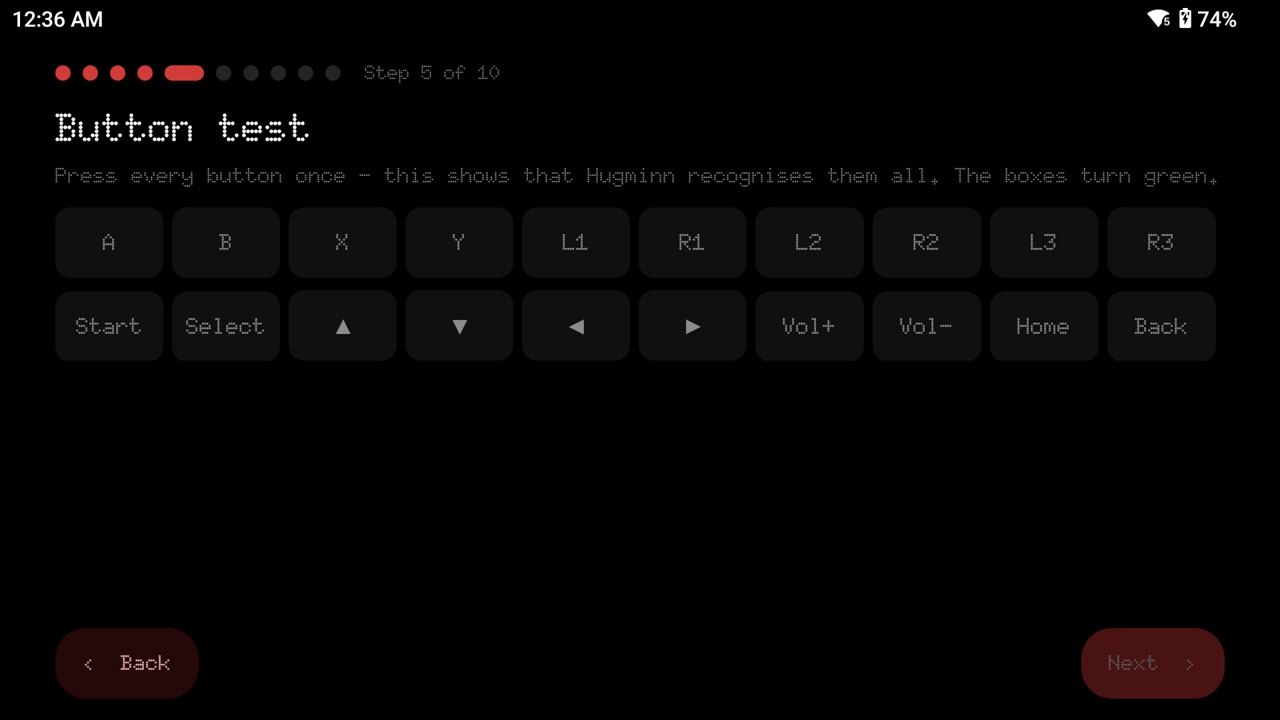 12:36 AM 5 74%
Step 5 of 10
Button test
Press every button once - this shows that Hugminn recognises them all. The boxes turn green.
A B X Y L1 R1 L2 R2 L3 R3
Start Select ▲ ▼ ◀ ▶ Vol+ Vol- Home Back
‹ Back Next ›